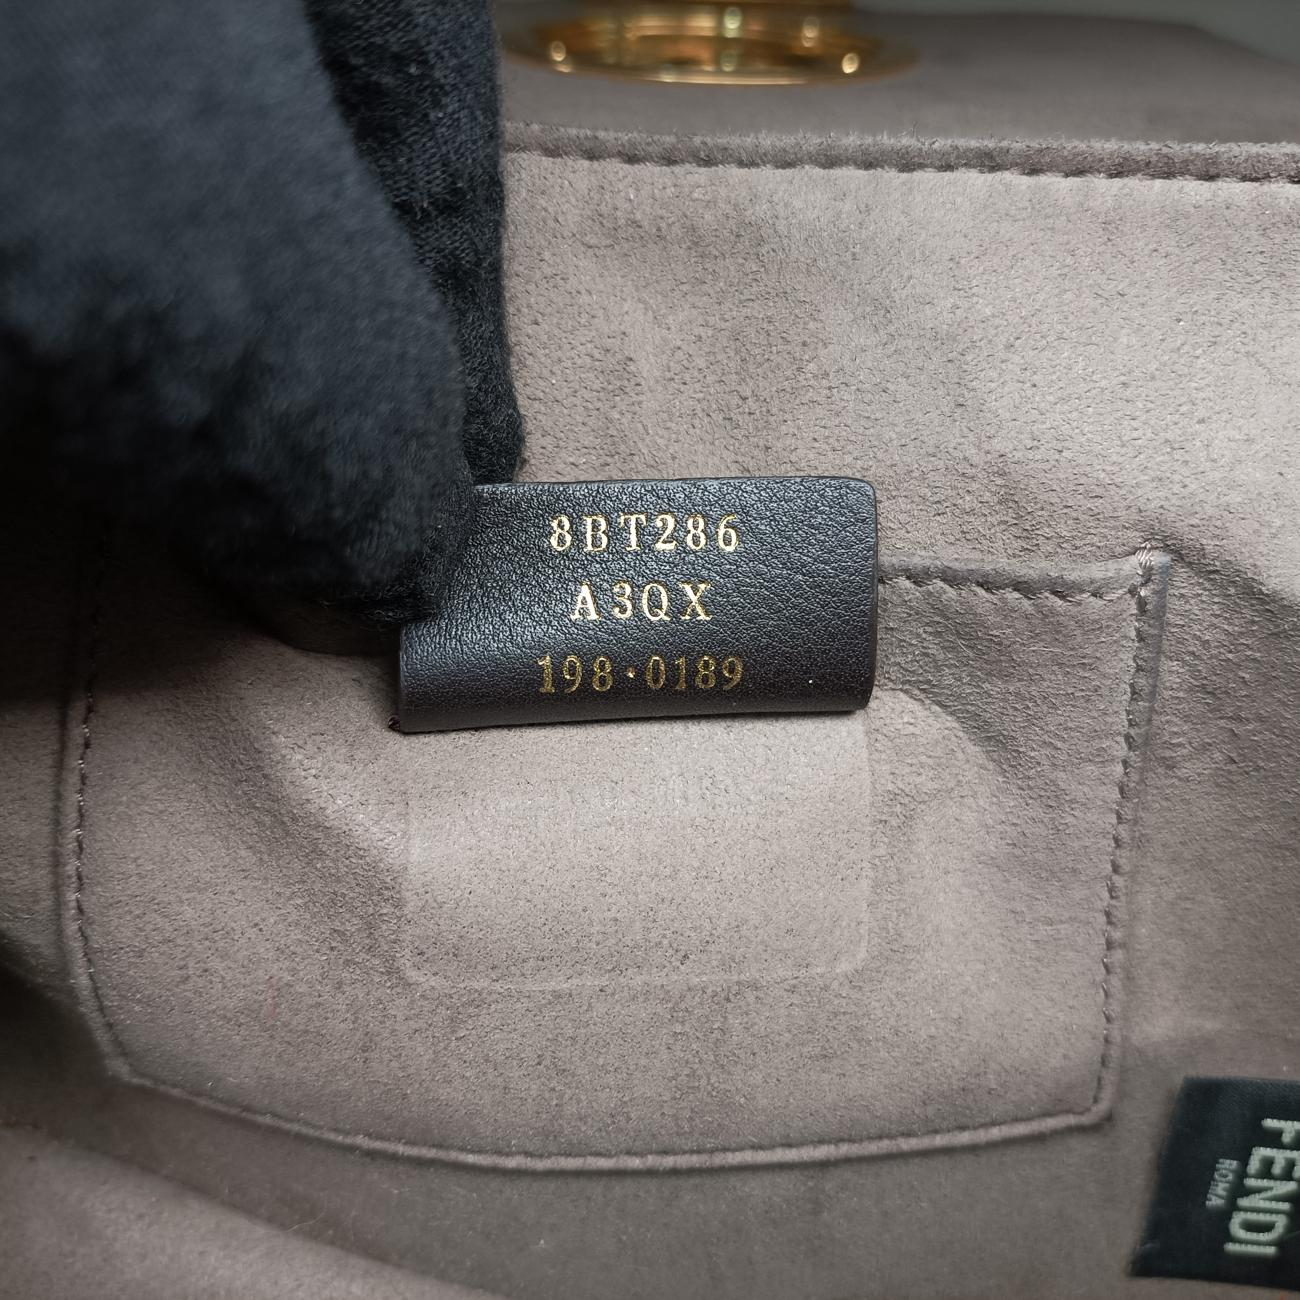 8BT286
A3QX
198·0189
FENDI
ROMA